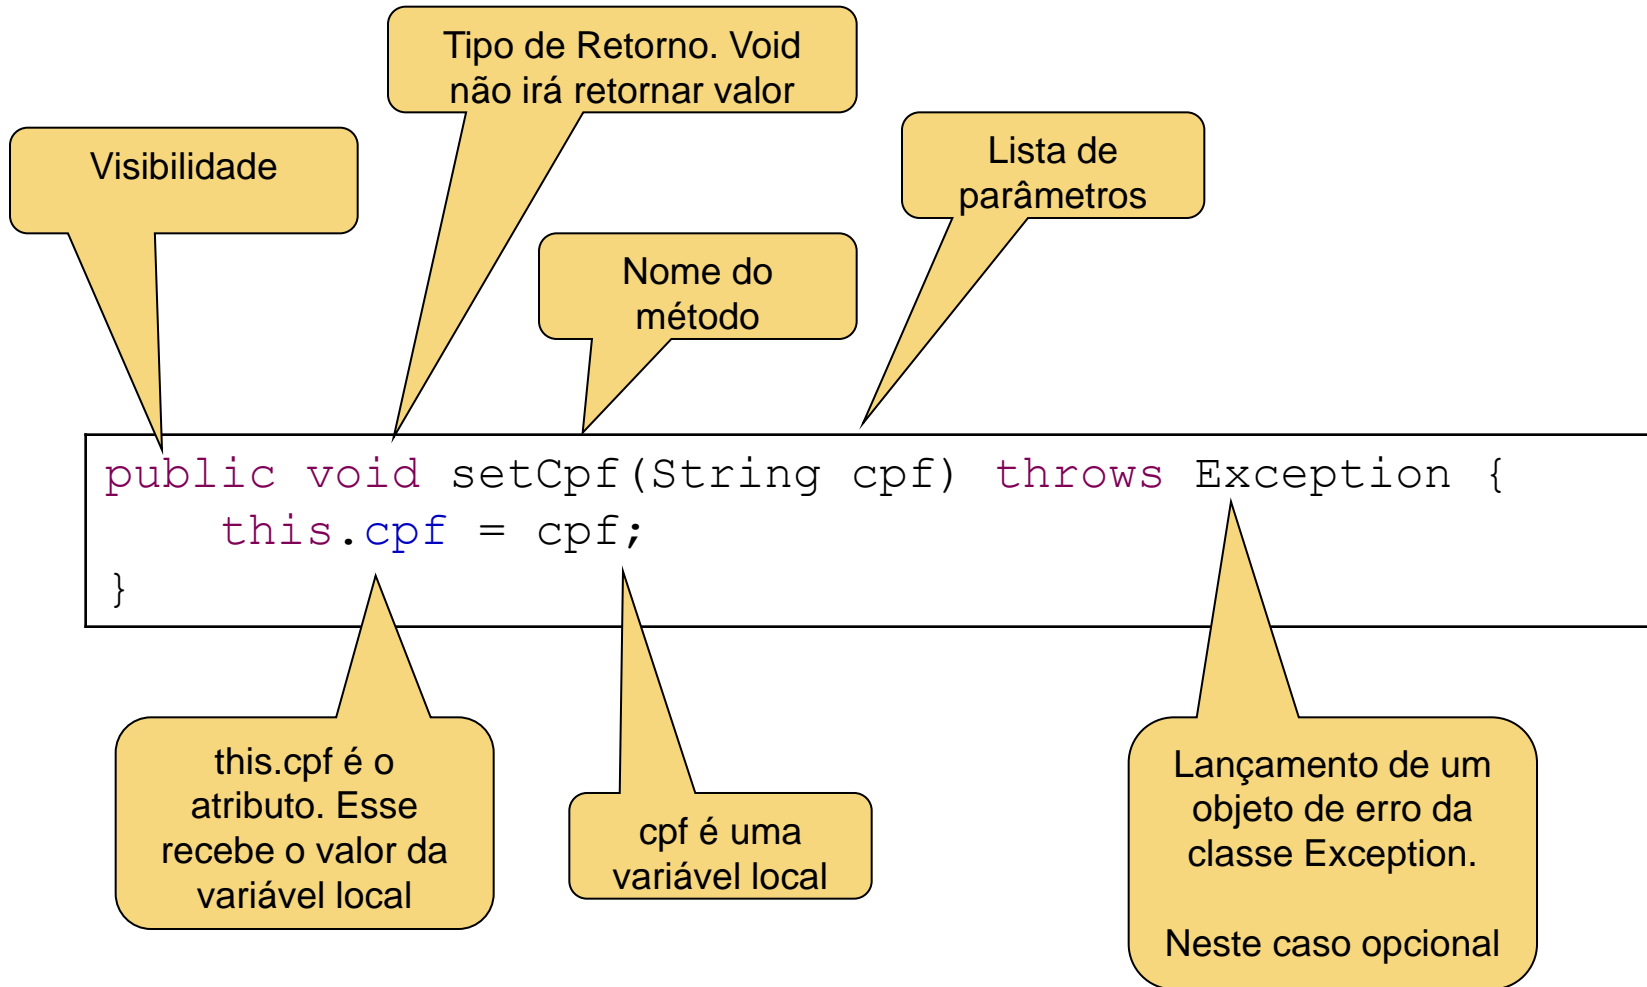 Tipo de Retorno. Void
não irá retornar valor
Visibilidade
Lista de
parâmetros
Nome do
método
public void setCpf(String cpf) throws Exception {
this.cpf = cpf;
}
this.cpf é o
atributo. Esse
recebe o valor da
variável local
cpf é uma
variável local
Lançamento de um
objeto de erro da
classe Exception.
Neste caso opcional